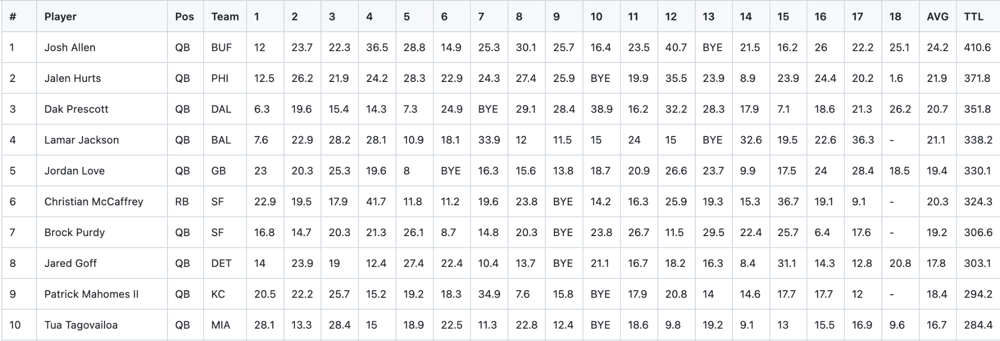 # Player Pos Team 1 2 3 4 5 6 7 8 9 10 11 12 13 14 15 16 17 18 AVG TTL
1 Josh Allen QB BUF 12 23.7 22.3 36.5 28.8 14.9 25.3 30.1 25.7 16.4 23.5 40.7 BYE 21.5 16.2 26 22.2 25.1 24.2 410.6
2 Jalen Hurts QB PHI 12.5 26.2 21.9 24.2 28.3 22.9 24.3 27.4 25.9 BYE 19.9 35.5 23.9 8.9 23.9 24.4 20.2 1.6 21.9 371.8
3 Dak Prescott QB DAL 6.3 19.6 15.4 14.3 7.3 24.9 BYE 29.1 28.4 38.9 16.2 32.2 28.3 17.9 7.1 18.6 21.3 26.2 20.7 351.8
4 Lamar Jackson QB BAL 7.6 22.9 28.2 28.1 10.9 18.1 33.9 12 11.5 15 24 15 BYE 32.6 19.5 22.6 36.3 - 21.1 338.2
5 Jordan Love QB GB 23 20.3 25.3 19.6 8 BYE 16.3 15.6 13.8 18.7 20.9 26.6 23.7 9.9 17.5 24 28.4 18.5 19.4 330.1
6 Christian McCaffrey RB SF 22.9 19.5 17.9 41.7 11.8 11.2 19.6 23.8 BYE 14.2 16.3 25.9 19.3 15.3 36.7 19.1 9.1 - 20.3 324.3
7 Brock Purdy QB SF 16.8 14.7 20.3 21.3 26.1 8.7 14.8 20.3 BYE 23.8 26.7 11.5 29.5 22.4 25.7 6.4 17.6 - 19.2 306.6
8 Jared Goff QB DET 14 23.9 19 12.4 27.4 22.4 10.4 13.7 BYE 21.1 16.7 18.2 16.3 8.4 31.1 14.3 12.8 20.8 17.8 303.1
9 Patrick Mahomes II QB KC 20.5 22.2 25.7 15.2 19.2 18.3 34.9 7.6 15.8 BYE 17.9 20.8 14 14.6 17.7 17.7 12 - 18.4 294.2
10 Tua Tagovailoa QB MIA 28.1 13.3 28.4 15 18.9 22.5 11.3 22.8 12.4 BYE 18.6 9.8 19.2 9.1 13 15.5 16.9 9.6 16.7 284.4